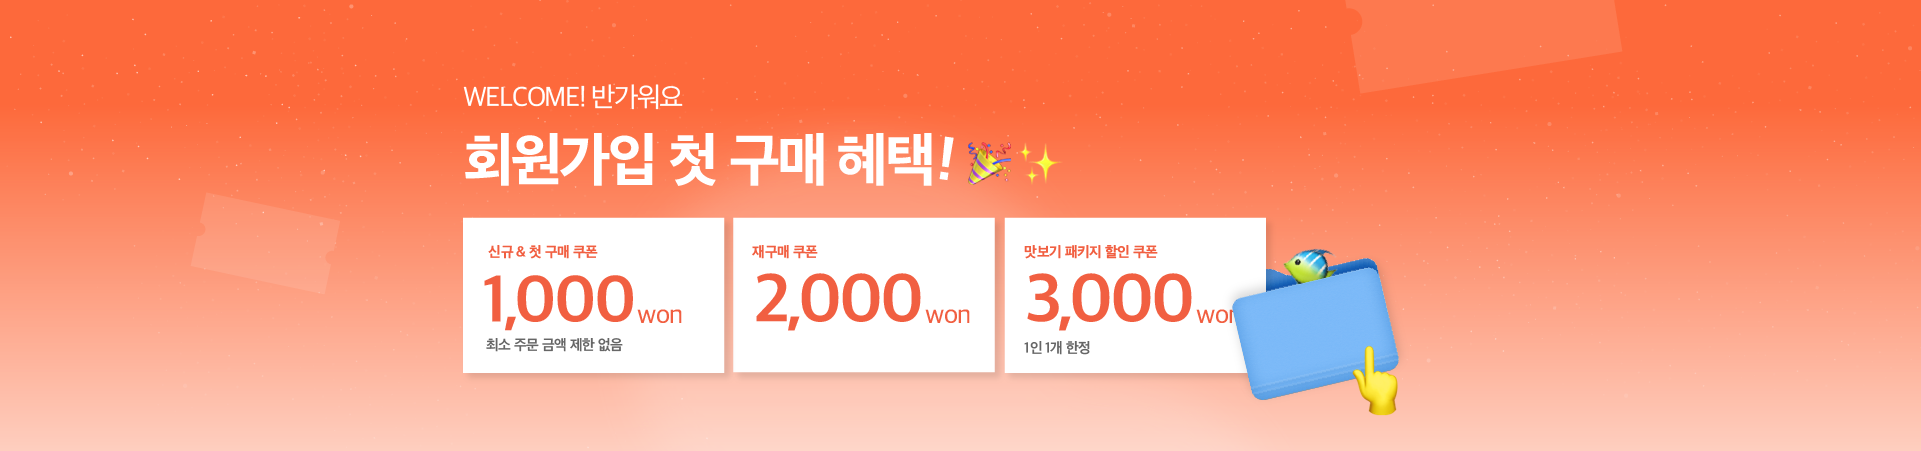 WELCOME! 반가워요
회원가입 첫 구매 혜택!
신규 & 첫 구매 쿠폰
1,000 won
최소 주문 금액 제한 없음
재구매 쿠폰
2,000 won
맛보기 패키지 할인 쿠폰
3,000 won
1인 1개 한정